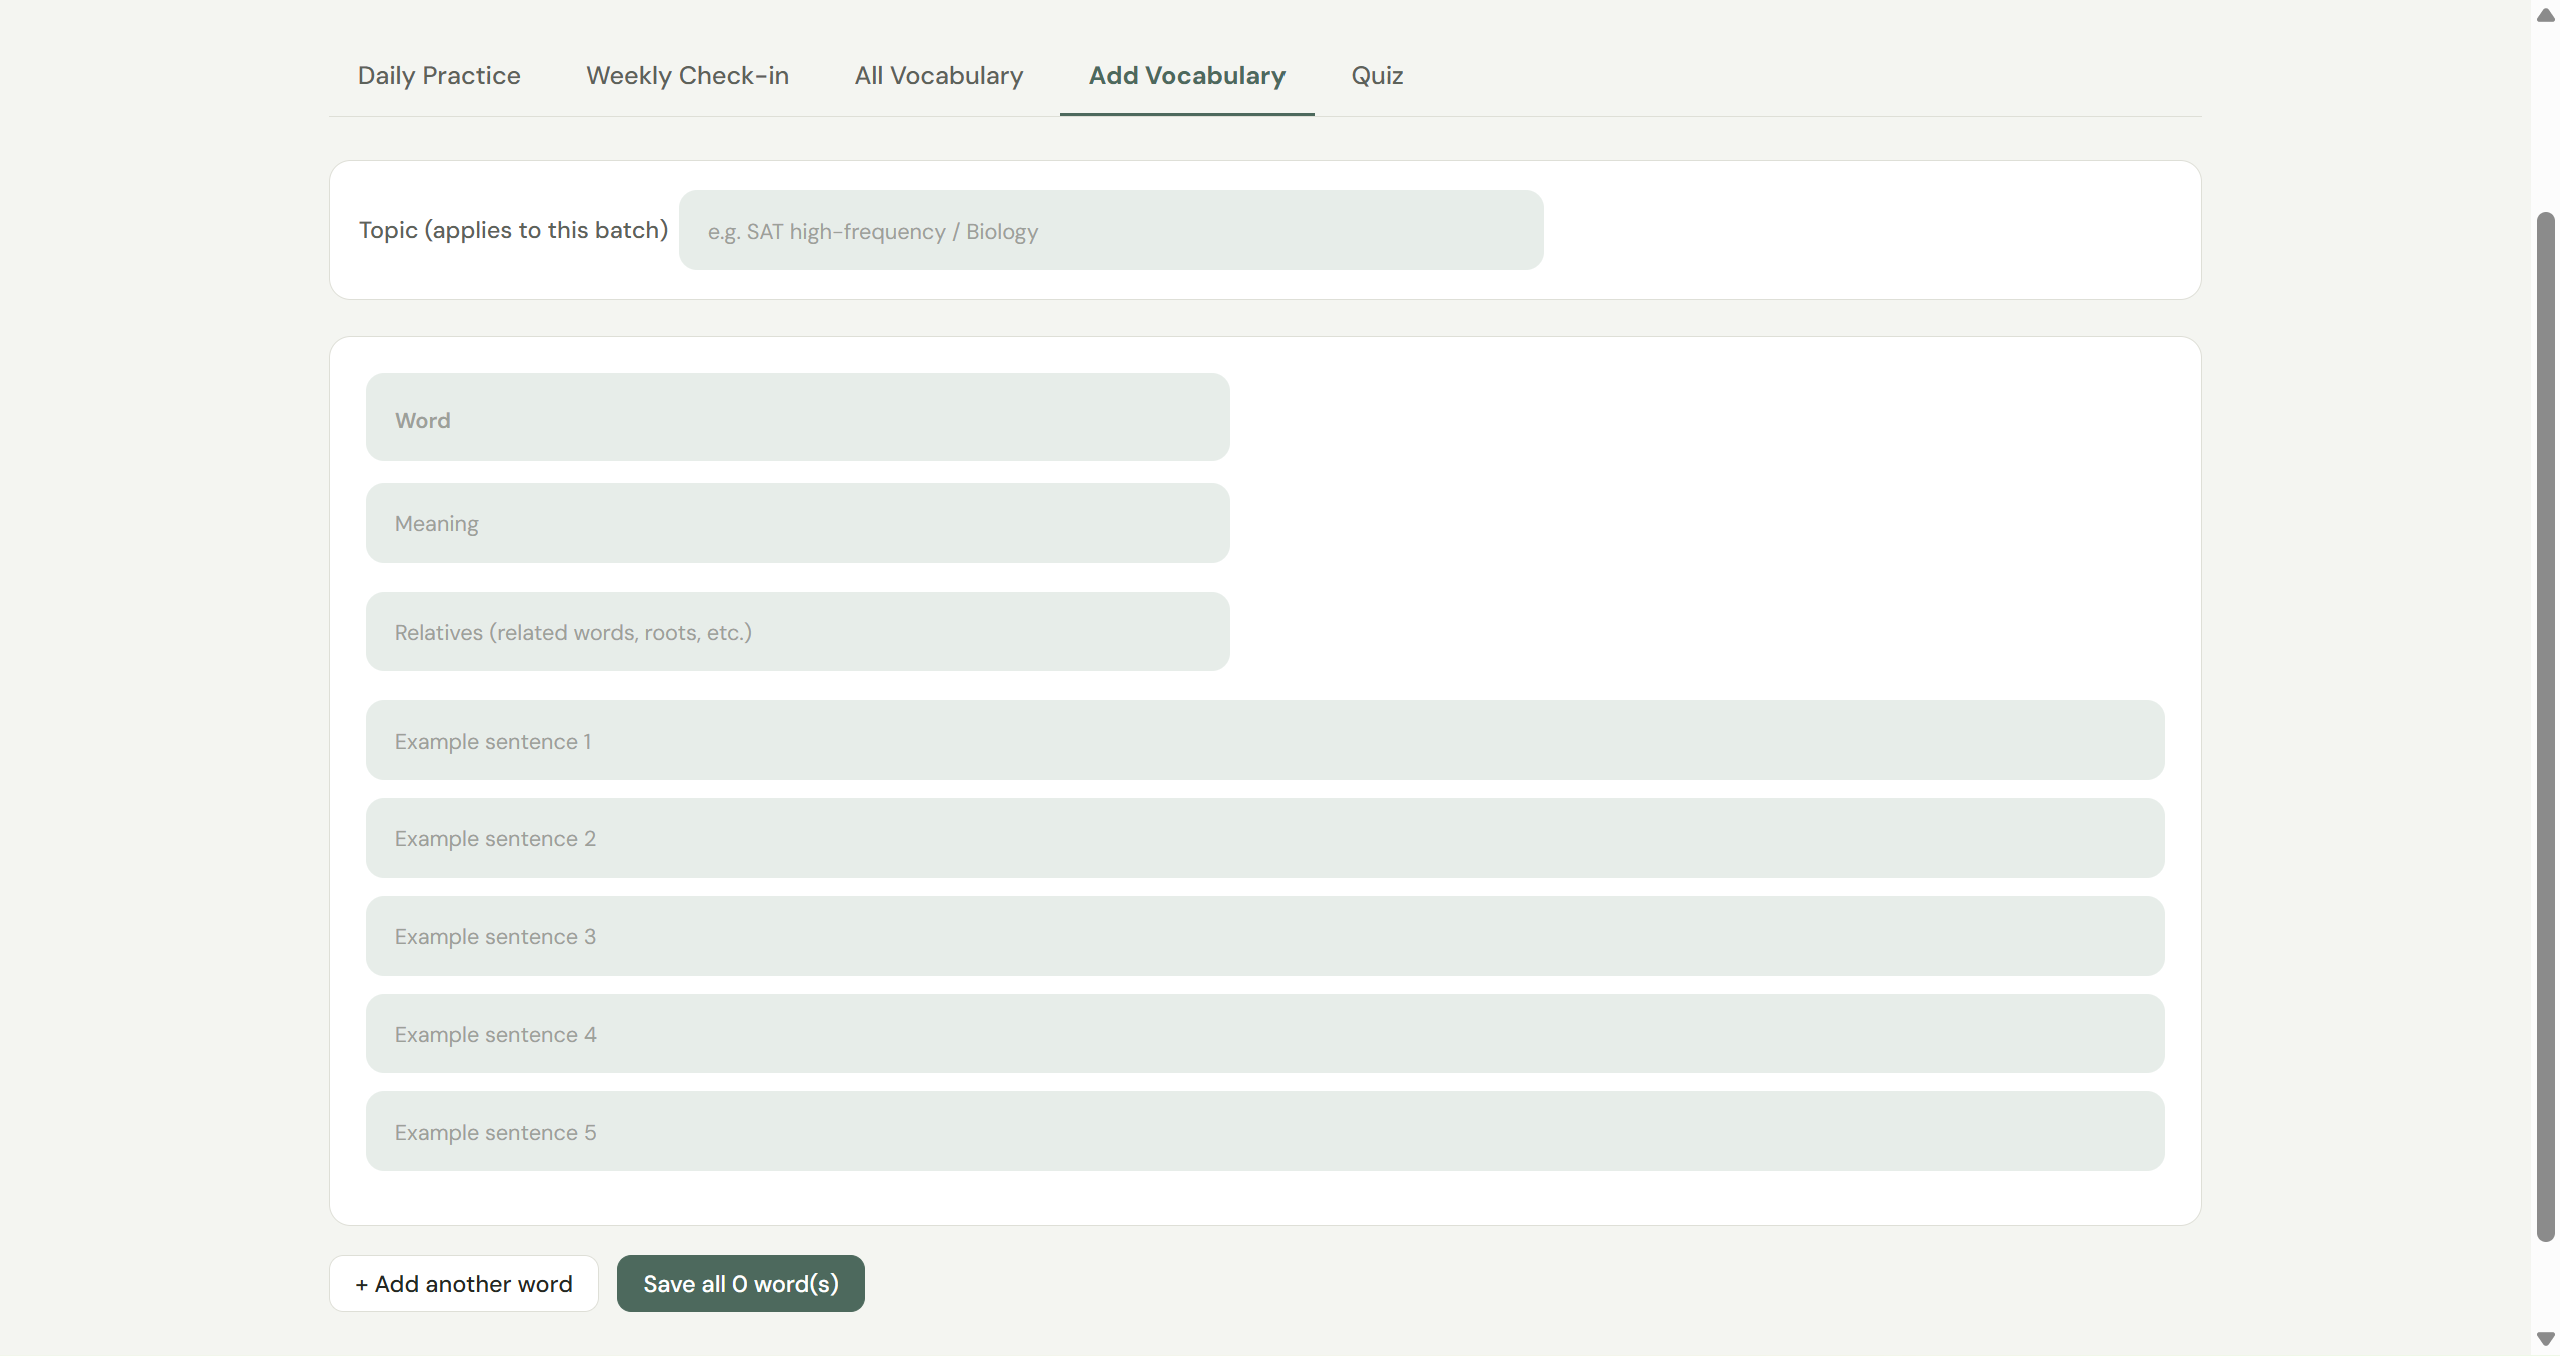 Daily Practice Weekly Check-in All Vocabulary Add Vocabulary Quiz
Topic (applies to this batch) e.g. SAT high-frequency / Biology
Word
Meaning
Relatives (related words, roots, etc.)
Example sentence 1
Example sentence 2
Example sentence 3
Example sentence 4
Example sentence 5
+ Add another word Save all 0 word(s)